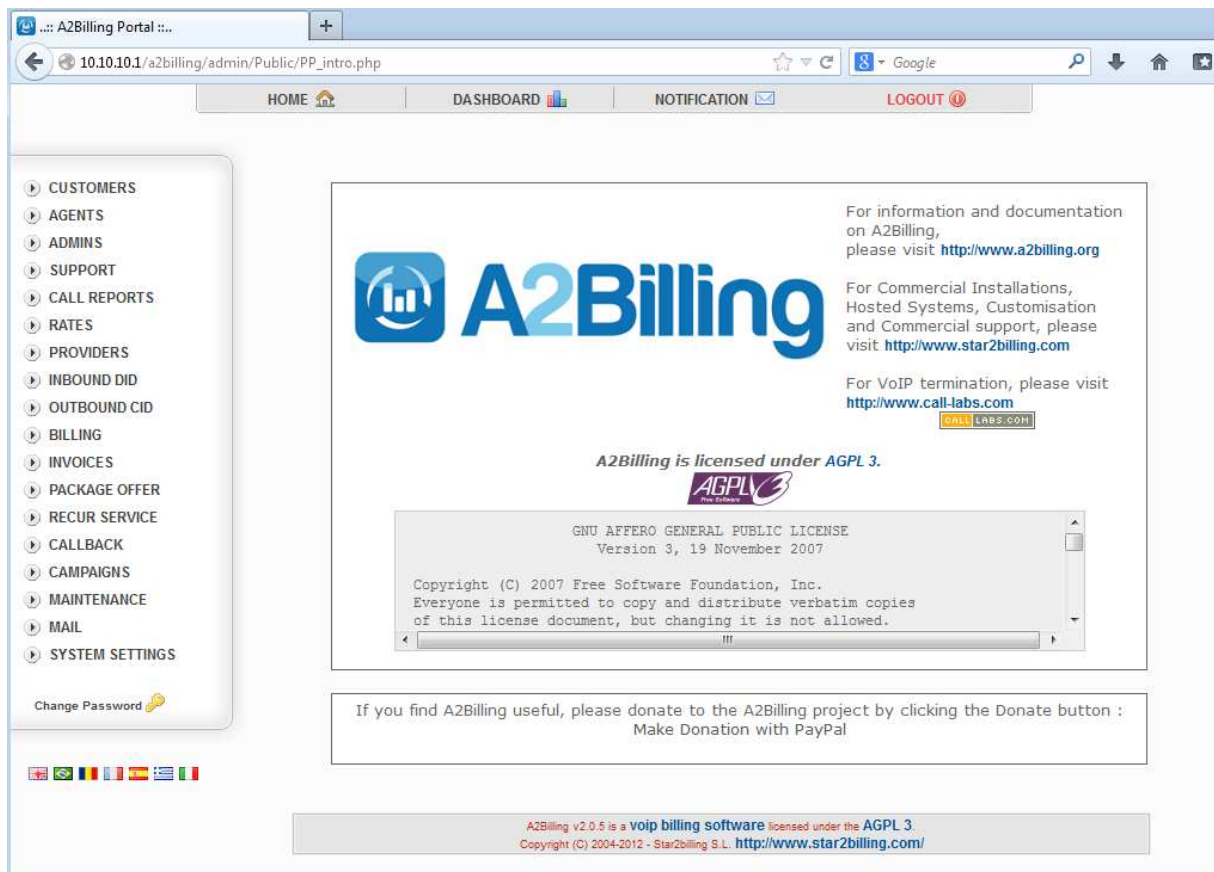 ..:: A2Billing Portal ::..
10.10.10.1/a2billing/admin/Public/PP_intro.php
Google
HOME
DASHBOARD
NOTIFICATION
LOGOUT
CUSTOMERS
AGENTS
ADMINS
SUPPORT
CALL REPORTS
RATES
PROVIDERS
INBOUND DID
OUTBOUND CID
BILLING
INVOICES
PACKAGE OFFER
RECUR SERVICE
CALLBACK
CAMPAIGNS
MAINTENANCE
MAIL
SYSTEM SETTINGS
Change Password
A2Billing
For information and documentation
on A2Billing,
please visit http://www.a2billing.org
For Commercial Installations,
Hosted Systems, Customisation
and Commercial support, please
visit http://www.star2billing.com
For VoIP termination, please visit
http://www.call-labs.com
CALL LABS.COM
A2Billing is licensed under AGPL 3.
AGPLv3
Free Software
GNU AFFERO GENERAL PUBLIC LICENSE
Version 3, 19 November 2007
Copyright (C) 2007 Free Software Foundation, Inc.
Everyone is permitted to copy and distribute verbatim copies
of this license document, but changing it is not allowed.
If you find A2Billing useful, please donate to the A2Billing project by clicking the Donate button :
Make Donation with PayPal
A2Billing v2.0.5 is a voip billing software licensed under the AGPL 3.
Copyright (C) 2004-2012 - Star2billing S.L. http://www.star2billing.com/